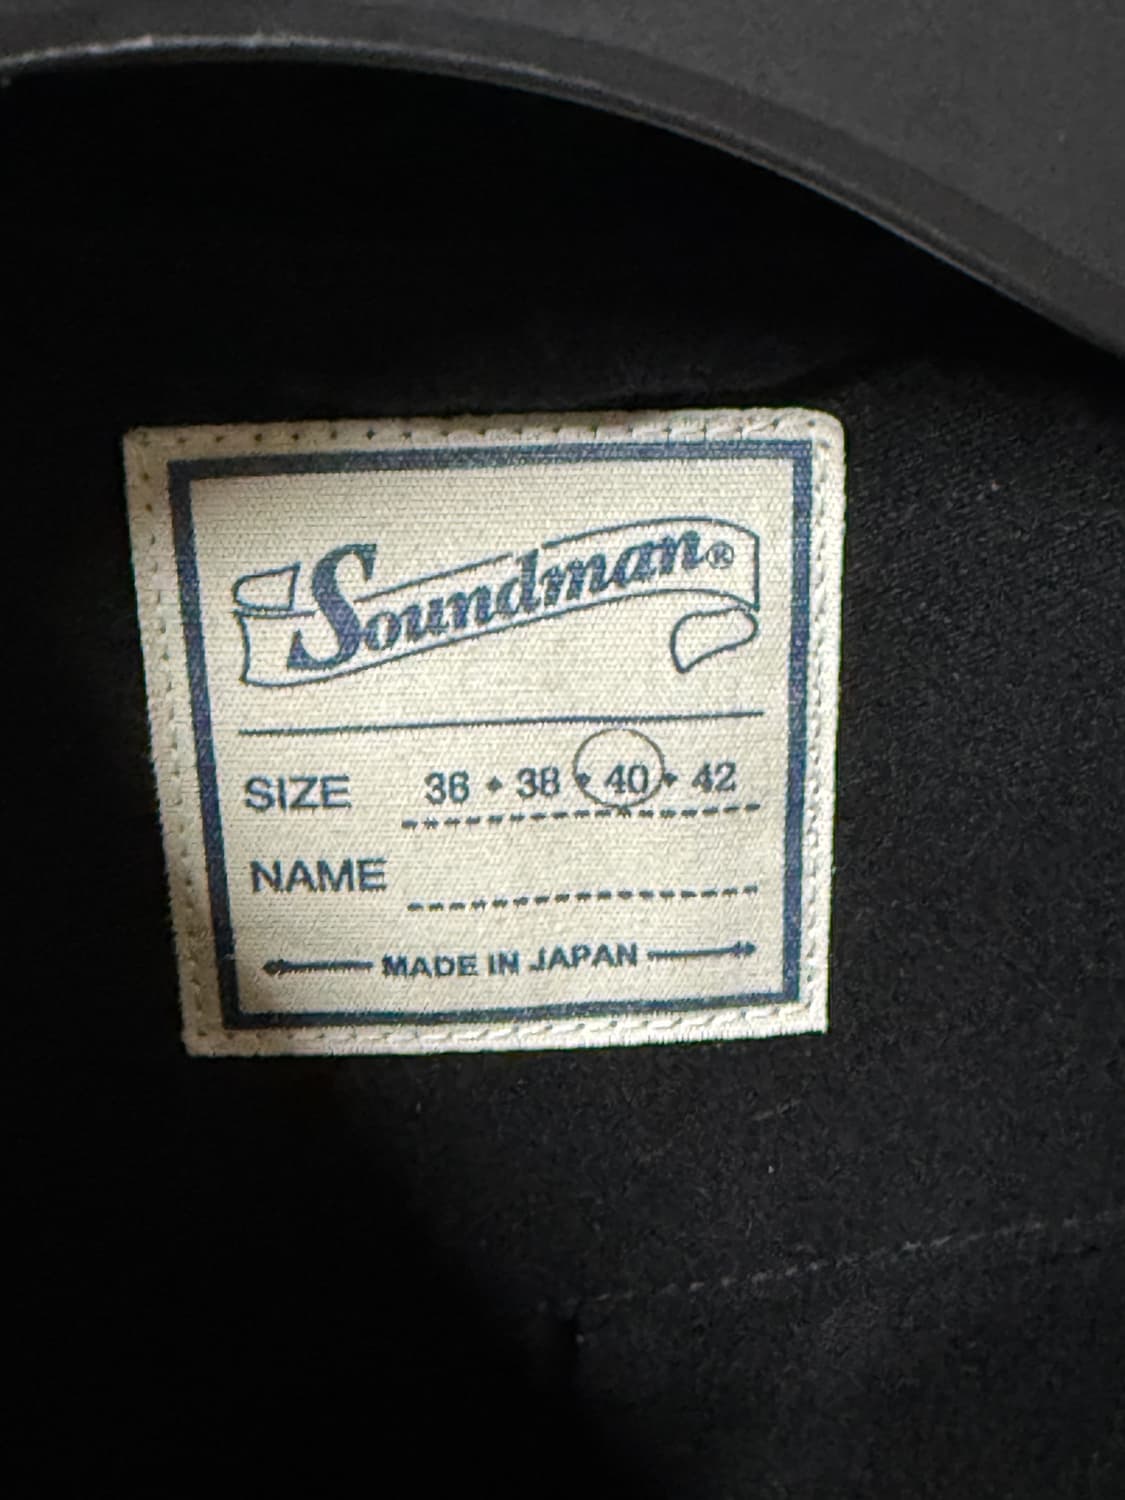 Soundman®
SIZE 36 • 38 • 40 • 42
NAME
MADE IN JAPAN